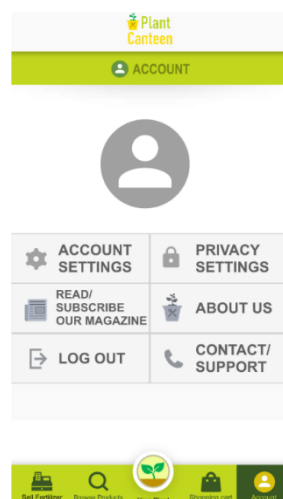 Plant
Canteen
ACCOUNT
ACCOUNT
SETTINGS
PRIVACY
SETTINGS
READ/
SUBSCRIBE
OUR MAGAZINE
ABOUT US
LOG OUT
CONTACT/
SUPPORT
Sell Fertilizer
Browse Products
Shopping cart
Account